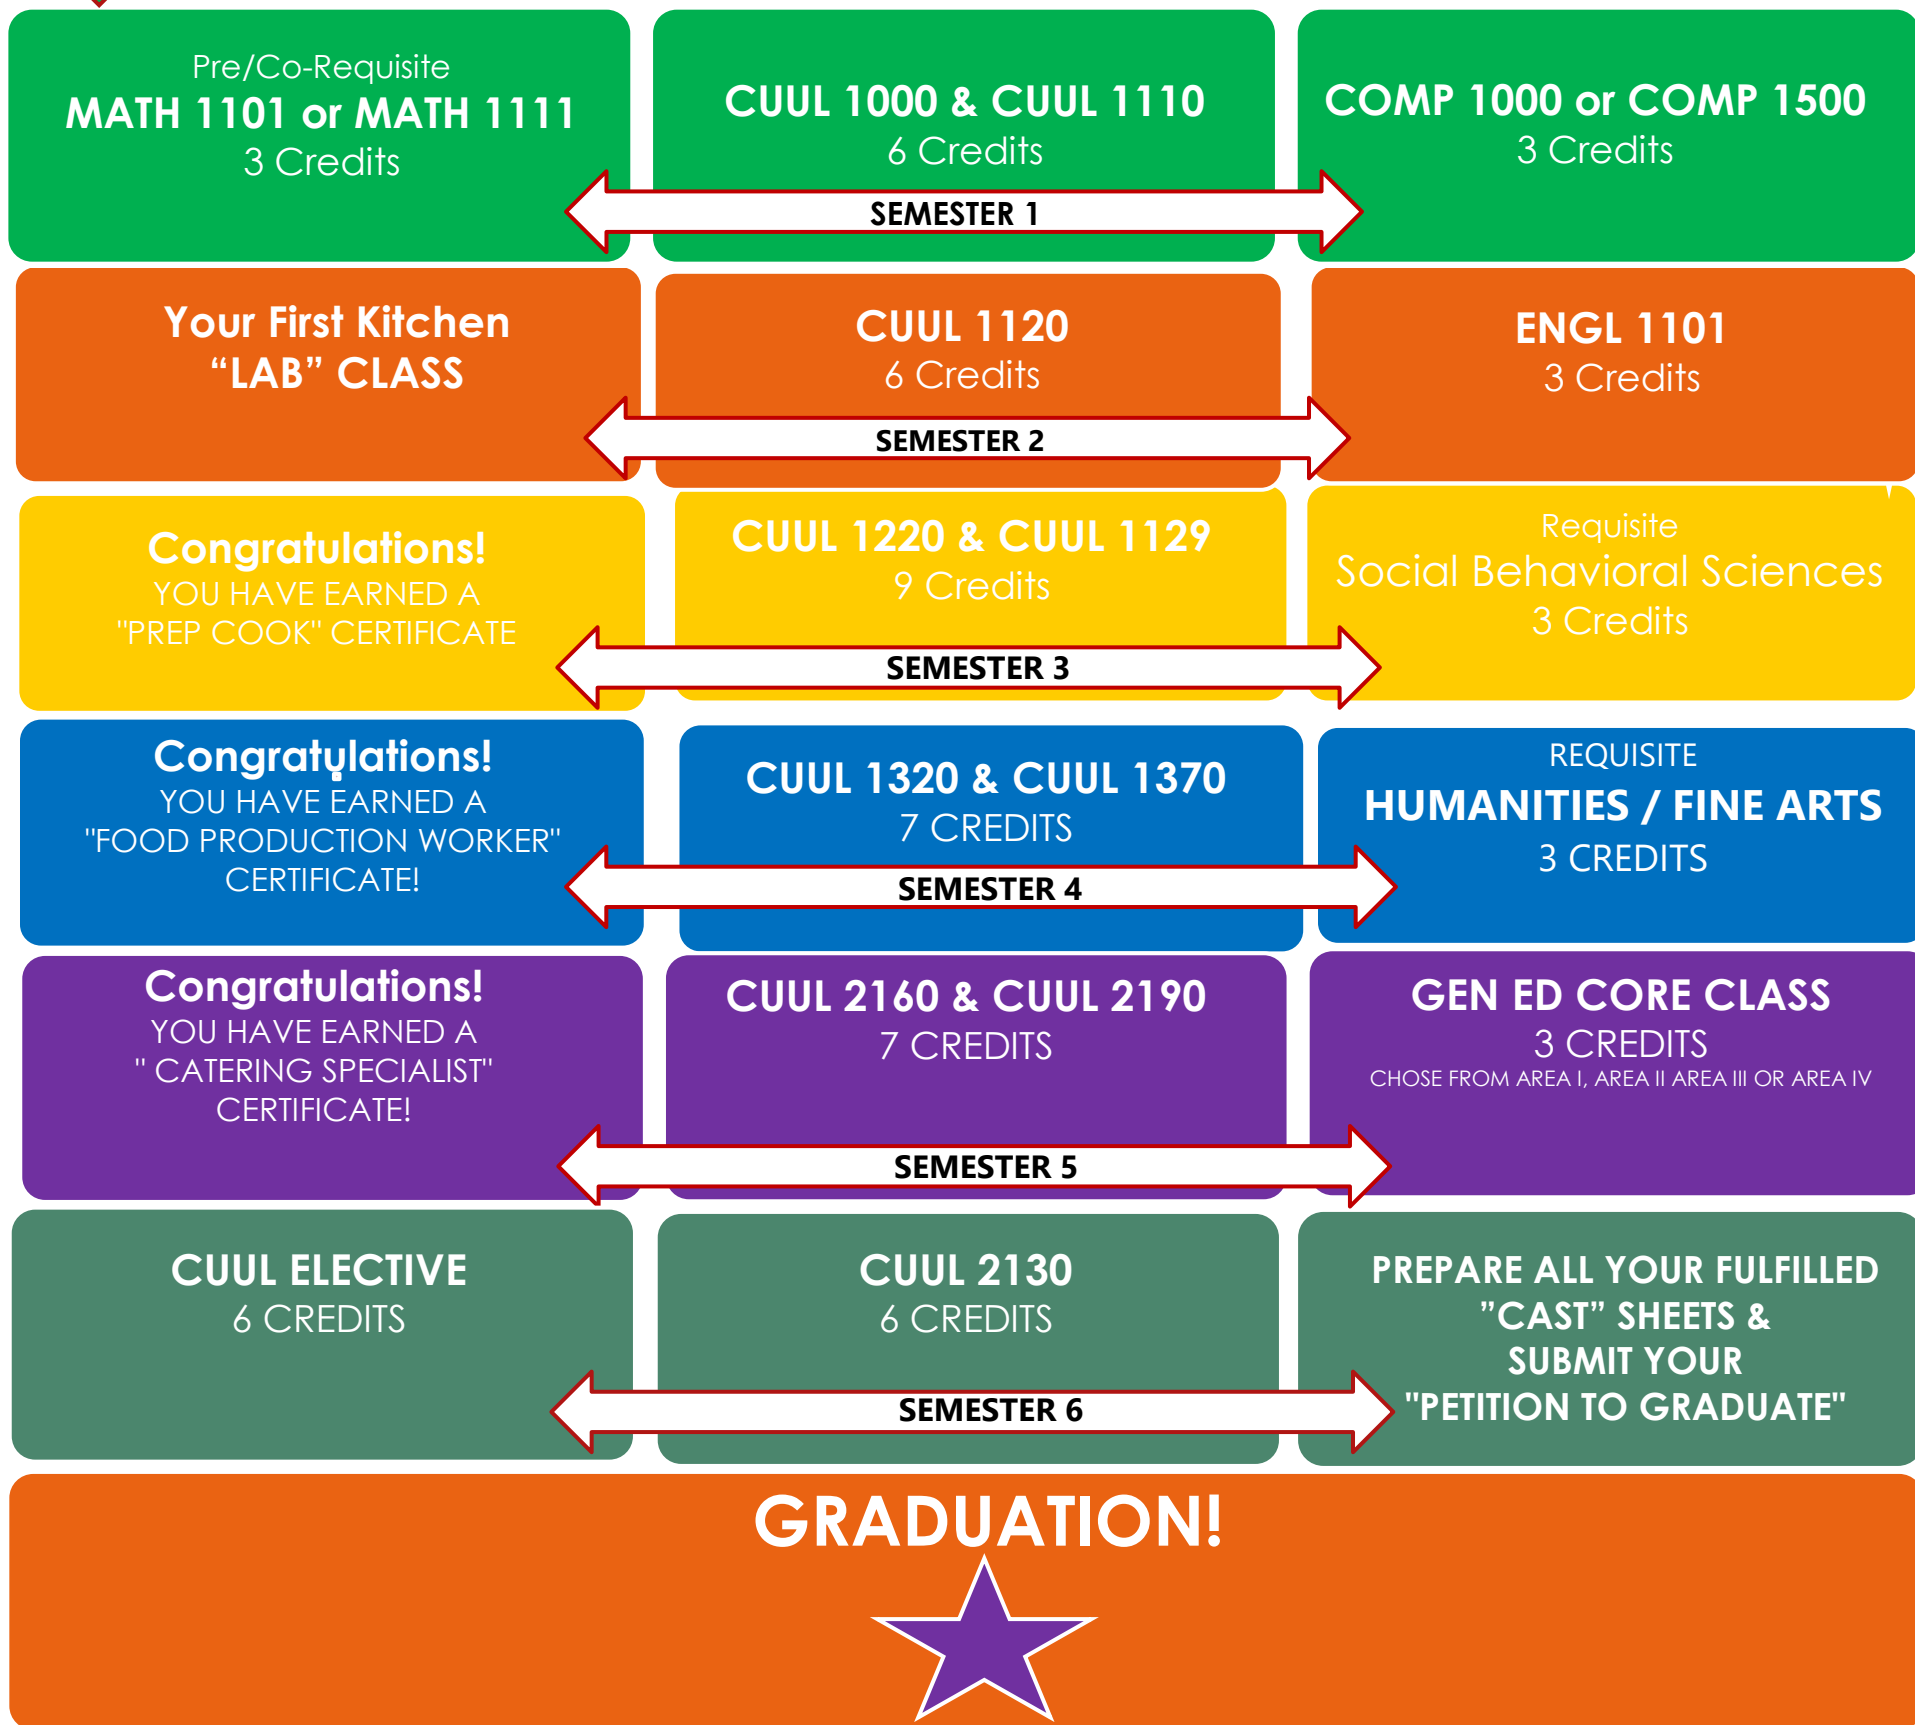 Pre/Co-Requisite
MATH 1101 or MATH 1111
3 Credits
CUUL 1000 & CUUL 1110
6 Credits
COMP 1000 or COMP 1500
3 Credits
SEMESTER 1
Your First Kitchen
“LAB” CLASS
CUUL 1120
6 Credits
ENGL 1101
3 Credits
SEMESTER 2
Congratulations!
YOU HAVE EARNED A
"PREP COOK" CERTIFICATE
CUUL 1220 & CUUL 1129
9 Credits
Requisite
Social Behavioral Sciences
3 Credits
SEMESTER 3
Congratulations!
YOU HAVE EARNED A
"FOOD PRODUCTION WORKER"
CERTIFICATE!
CUUL 1320 & CUUL 1370
7 CREDITS
REQUISITE
HUMANITIES / FINE ARTS
3 CREDITS
SEMESTER 4
Congratulations!
YOU HAVE EARNED A
" CATERING SPECIALIST"
CERTIFICATE!
CUUL 2160 & CUUL 2190
7 CREDITS
GEN ED CORE CLASS
3 CREDITS
CHOSE FROM AREA I, AREA II AREA III OR AREA IV
SEMESTER 5
CUUL ELECTIVE
6 CREDITS
CUUL 2130
6 CREDITS
PREPARE ALL YOUR FULFILLED
”CAST” SHEETS &
SUBMIT YOUR
"PETITION TO GRADUATE"
SEMESTER 6
GRADUATION!